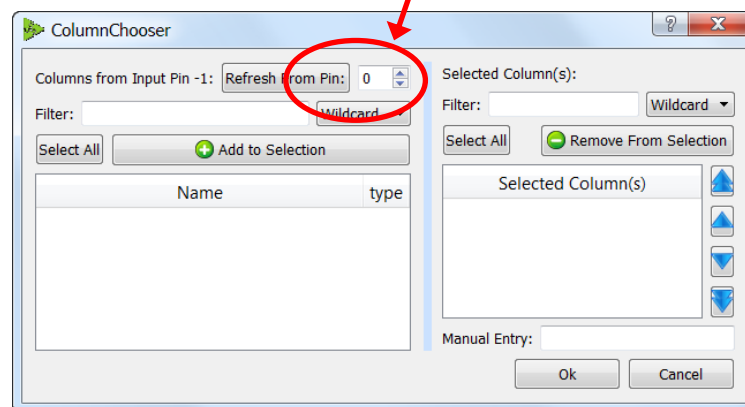 ColumnChooser
Columns from Input Pin -1: Refresh From Pin: 0
Filter: Wildcard
Select All Add to Selection
Name type
Selected Column(s):
Filter: Wildcard
Select All Remove From Selection
Selected Column(s)
Manual Entry:
Ok Cancel